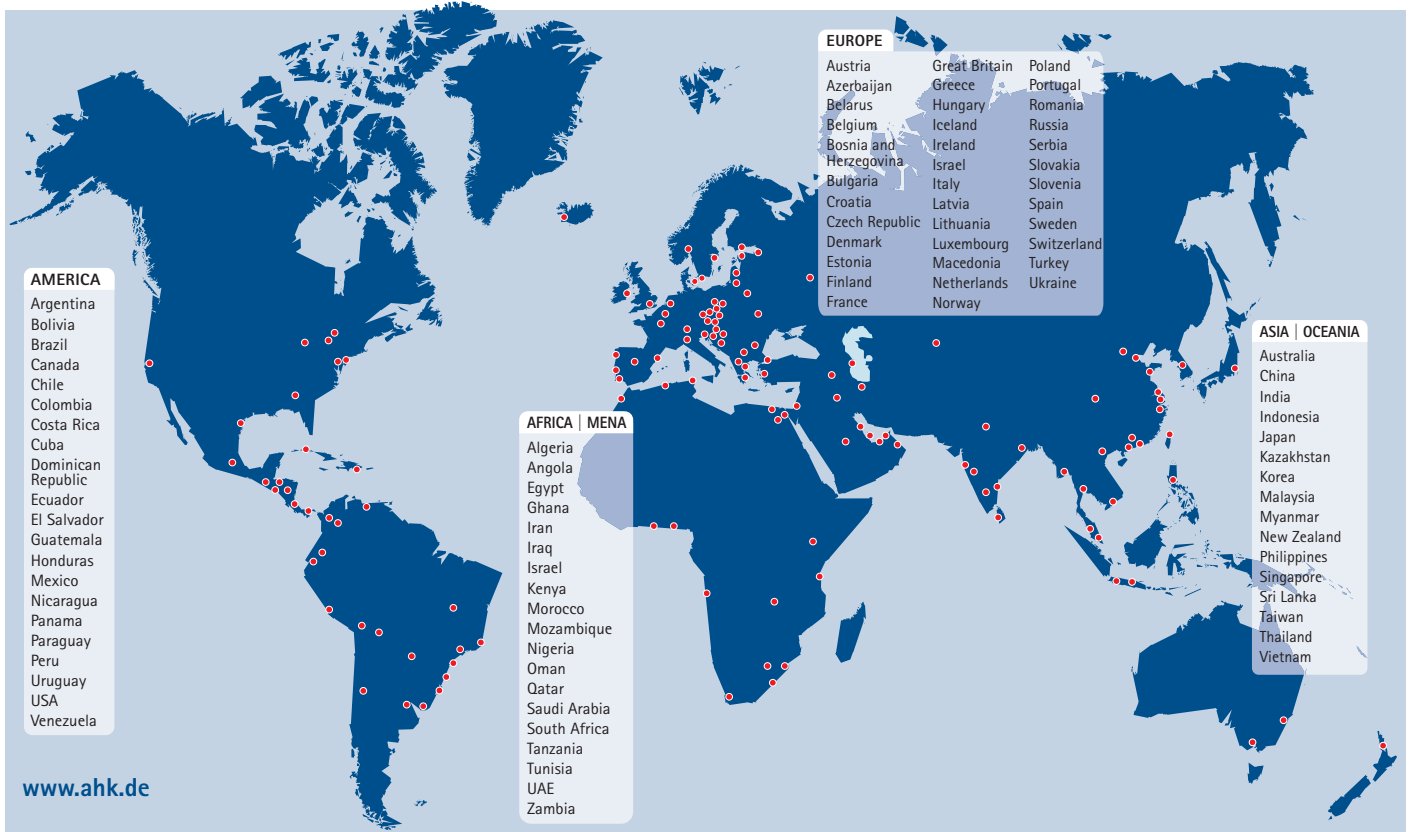 EUROPE
Austria
Azerbaijan
Belarus
Belgium
Bosnia and
Herzegovina
Bulgaria
Croatia
Czech Republic
Denmark
Estonia
Finland
France
Great Britain
Greece
Hungary
Iceland
Ireland
Israel
Italy
Latvia
Lithuania
Luxembourg
Macedonia
Netherlands
Norway
Poland
Portugal
Romania
Russia
Serbia
Slovakia
Slovenia
Spain
Sweden
Switzerland
Turkey
Ukraine
AMERICA
Argentina
Bolivia
Brazil
Canada
Chile
Colombia
Costa Rica
Cuba
Dominican
Republic
Ecuador
El Salvador
Guatemala
Honduras
Mexico
Nicaragua
Panama
Paraguay
Peru
Uruguay
USA
Venezuela
ASIA | OCEANIA
Australia
China
India
Indonesia
Japan
Kazakhstan
Korea
Malaysia
Myanmar
New Zealand
Philippines
Singapore
Sri Lanka
Taiwan
Thailand
Vietnam
AFRICA | MENA
Algeria
Angola
Egypt
Ghana
Iran
Iraq
Israel
Kenya
Morocco
Mozambique
Nigeria
Oman
Qatar
Saudi Arabia
South Africa
Tanzania
Tunisia
UAE
Zambia
www.ahk.de